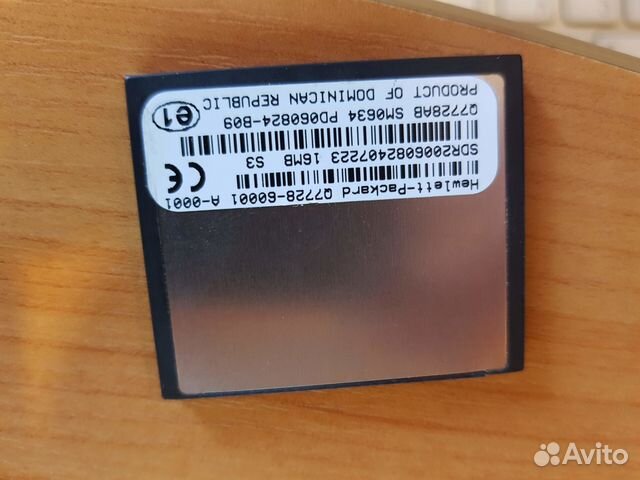 Hewlett-Packard Q7728-60001 A-0001
SDR2006082407223 16MB S3
CE
Q7728AB SM0634 PD060824-B09
PRODUCT OF DOMINICAN REPUBLIC
e1
Avito